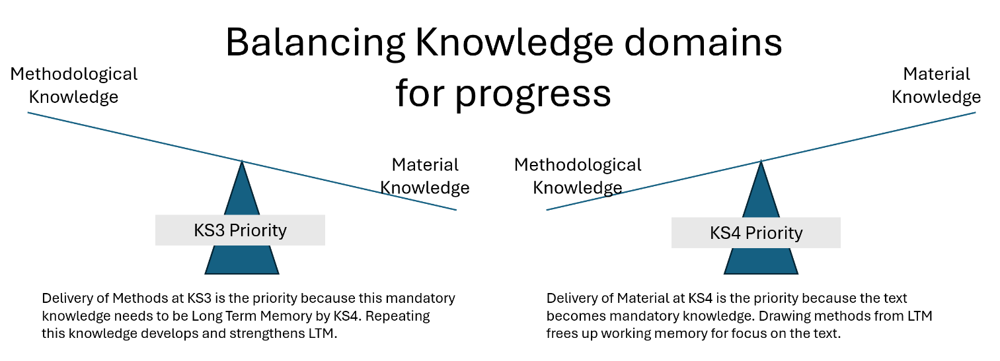 Balancing Knowledge domains
for progress
Methodological
Knowledge
Material
Knowledge
KS3 Priority
Delivery of Methods at KS3 is the priority because this mandatory
knowledge needs to be Long Term Memory by KS4. Repeating
this knowledge develops and strengthens LTM.
Material
Knowledge
Methodological
Knowledge
KS4 Priority
Delivery of Material at KS4 is the priority because the text
becomes mandatory knowledge. Drawing methods from LTM
frees up working memory for focus on the text.